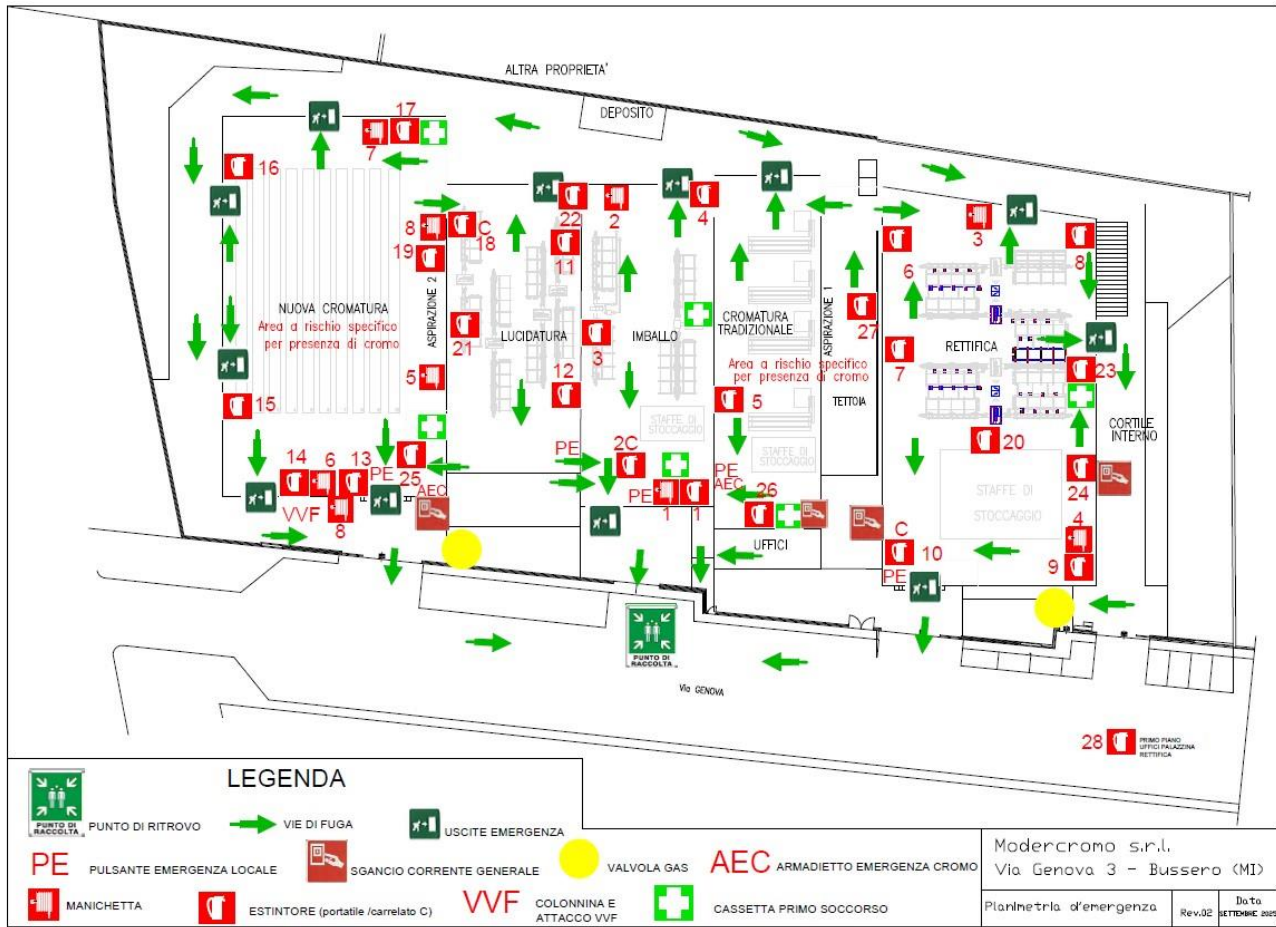 ALTRA PROPRIETA'
DEPOSITO
17
7
16
8
C
18
19
22
2
4
11
3
6
8
NUOVA CROMATURA
Area a rischio specifico
per presenza di cromo
ASPIRAZIONE 2
21
LUCIDATURA
3
IMBALLO
CROMATURA
TRADIZIONALE
Area a rischio specifico
per presenza di cromo
ASPIRAZIONE 1
TETTOIA
27
7
RETTIFICA
23
5
12
15
5
STAFFE DI
STOCCAGGIO
STAFFE DI
STOCCAGGIO
20
CORTILE
INTERNO
14
6
13
PE
25
AEC
VVF
8
PE
2C
PE
1
1
PE
AEC
26
UFFICI
C
10
PE
STAFFE DI
STOCCAGGIO
24
4
9
PUNTO DI
RACCOLTA
Via GENOVA
28
PRIMO PIANO
UFFICI PALAZZINA
RETTIFICA
LEGENDA
PUNTO DI
RACCOLTA
PUNTO DI RITROVO
VIE DI FUGA
USCITE EMERGENZA
PE PULSANTE EMERGENZA LOCALE
SGANCIO CORRENTE GENERALE
VALVOLA GAS
AEC ARMADIETTO EMERGENZA CROMO
MANICHETTA
ESTINTORE (portatile /carrelato C)
VVF COLONNINA E
ATTACCO VVF
CASSETTA PRIMO SOCCORSO
Modercromo s.r.l.
Via Genova 3 - Bussero (MI)
Planimetria d'emergenza
Rev.02
Data
SETTEMBRE